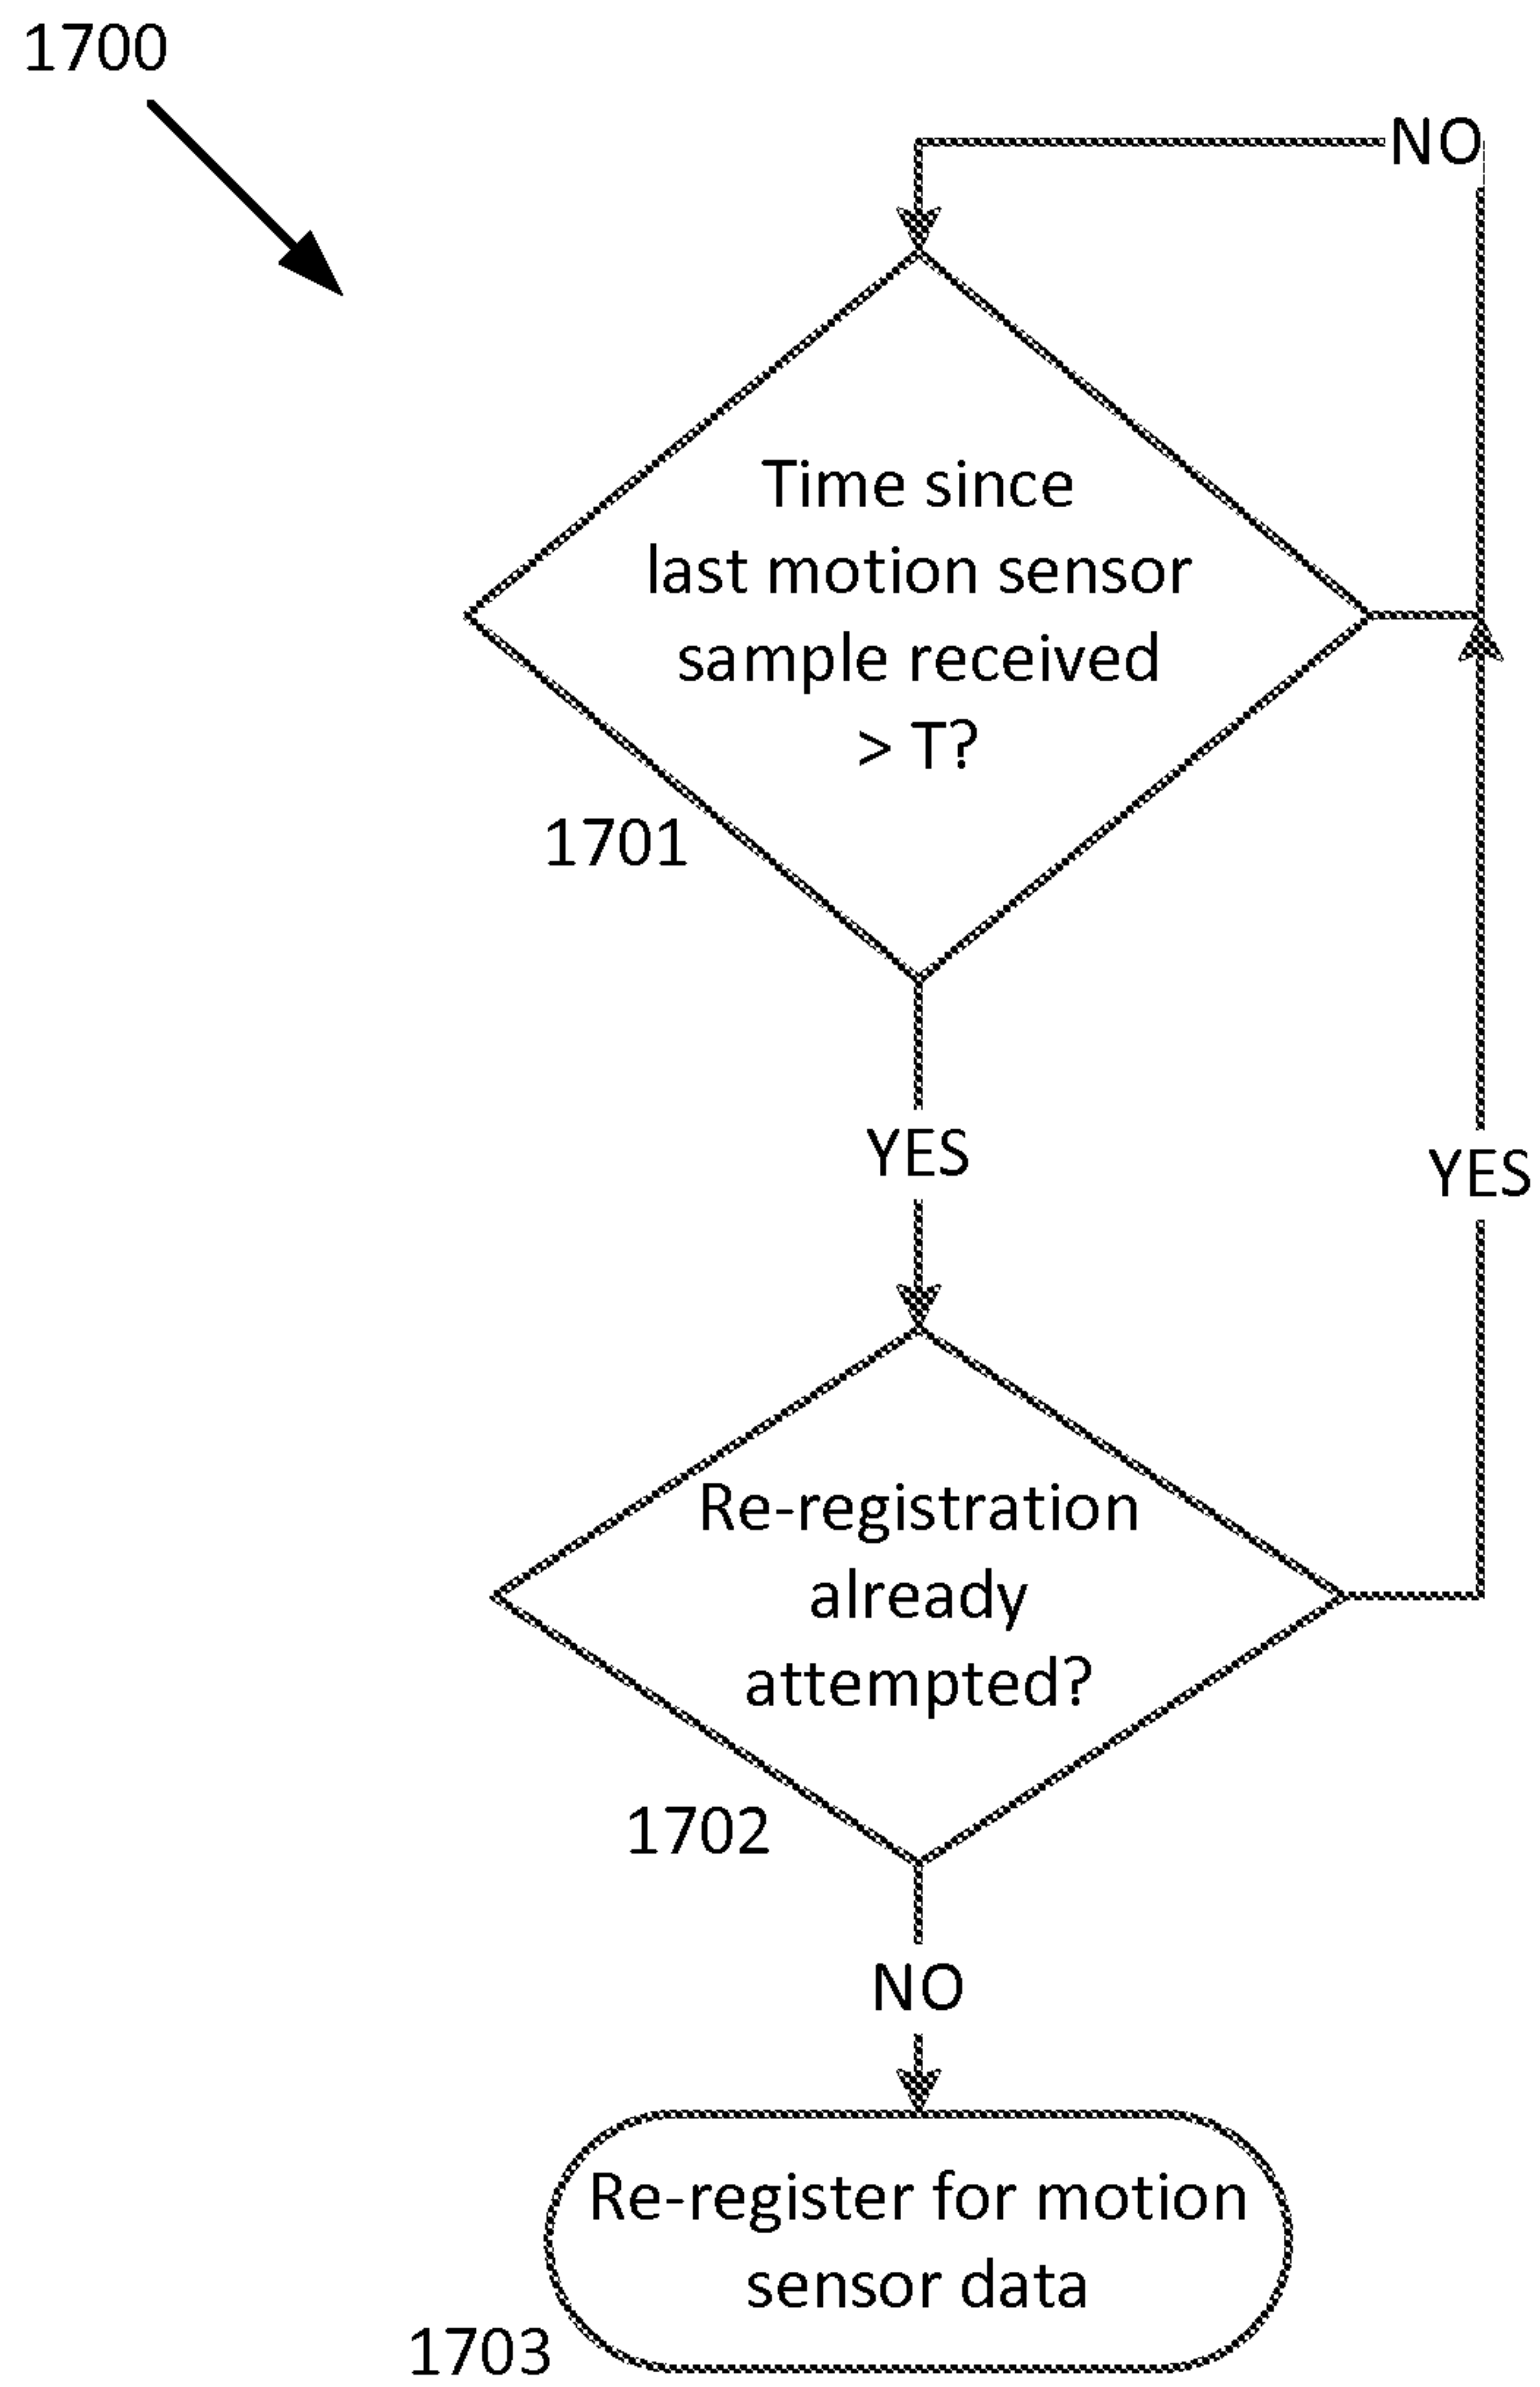 1700
NO
Time since
last motion sensor
sample received
> T?
1701
YES
YES
Re-registration
already
attempted?
1702
NO
Re-register for motion
sensor data
1703